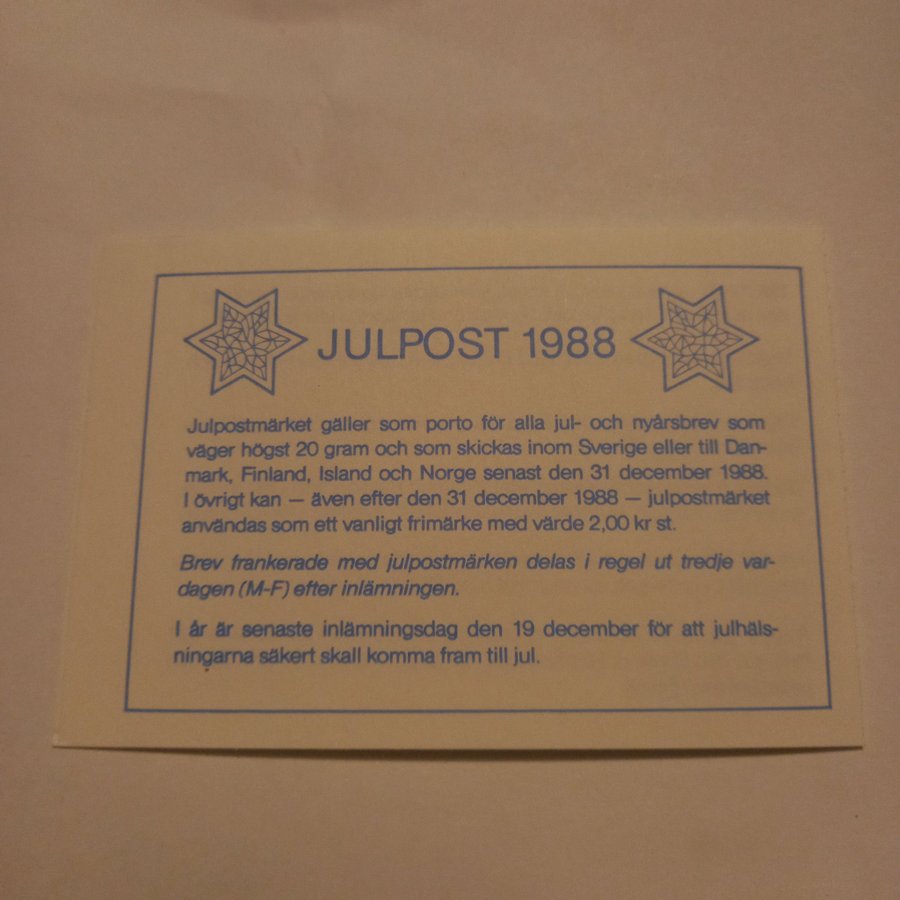 JULPOST 1988
Julpostmärket gäller som porto för alla jul- och nyårsbrev som
väger högst 20 gram och som skickas inom Sverige eller till Dan-
mark, Finland, Island och Norge senast den 31 december 1988.
I övrigt kan — även efter den 31 december 1988 — julpostmärket
användas som ett vanligt frimärke med värde 2,00 kr st.
Brev frankerade med julpostmärken delas i regel ut tredje var-
dagen (M-F) efter inlämningen.
I år är senaste inlämningsdag den 19 december för att julhäls-
ningarna säkert skall komma fram till jul.